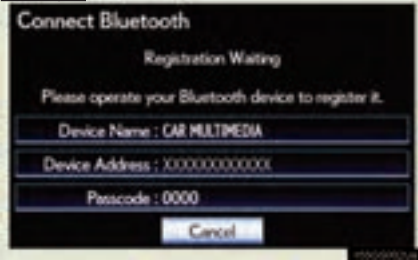 Connect Bluetooth
Registration Waiting
Please operate your Bluetooth device to register it.
Device Name : CAR MULTIMEDIA
Device Address : XXXXXXXXXXXX
Passcode : 0000
Cancel